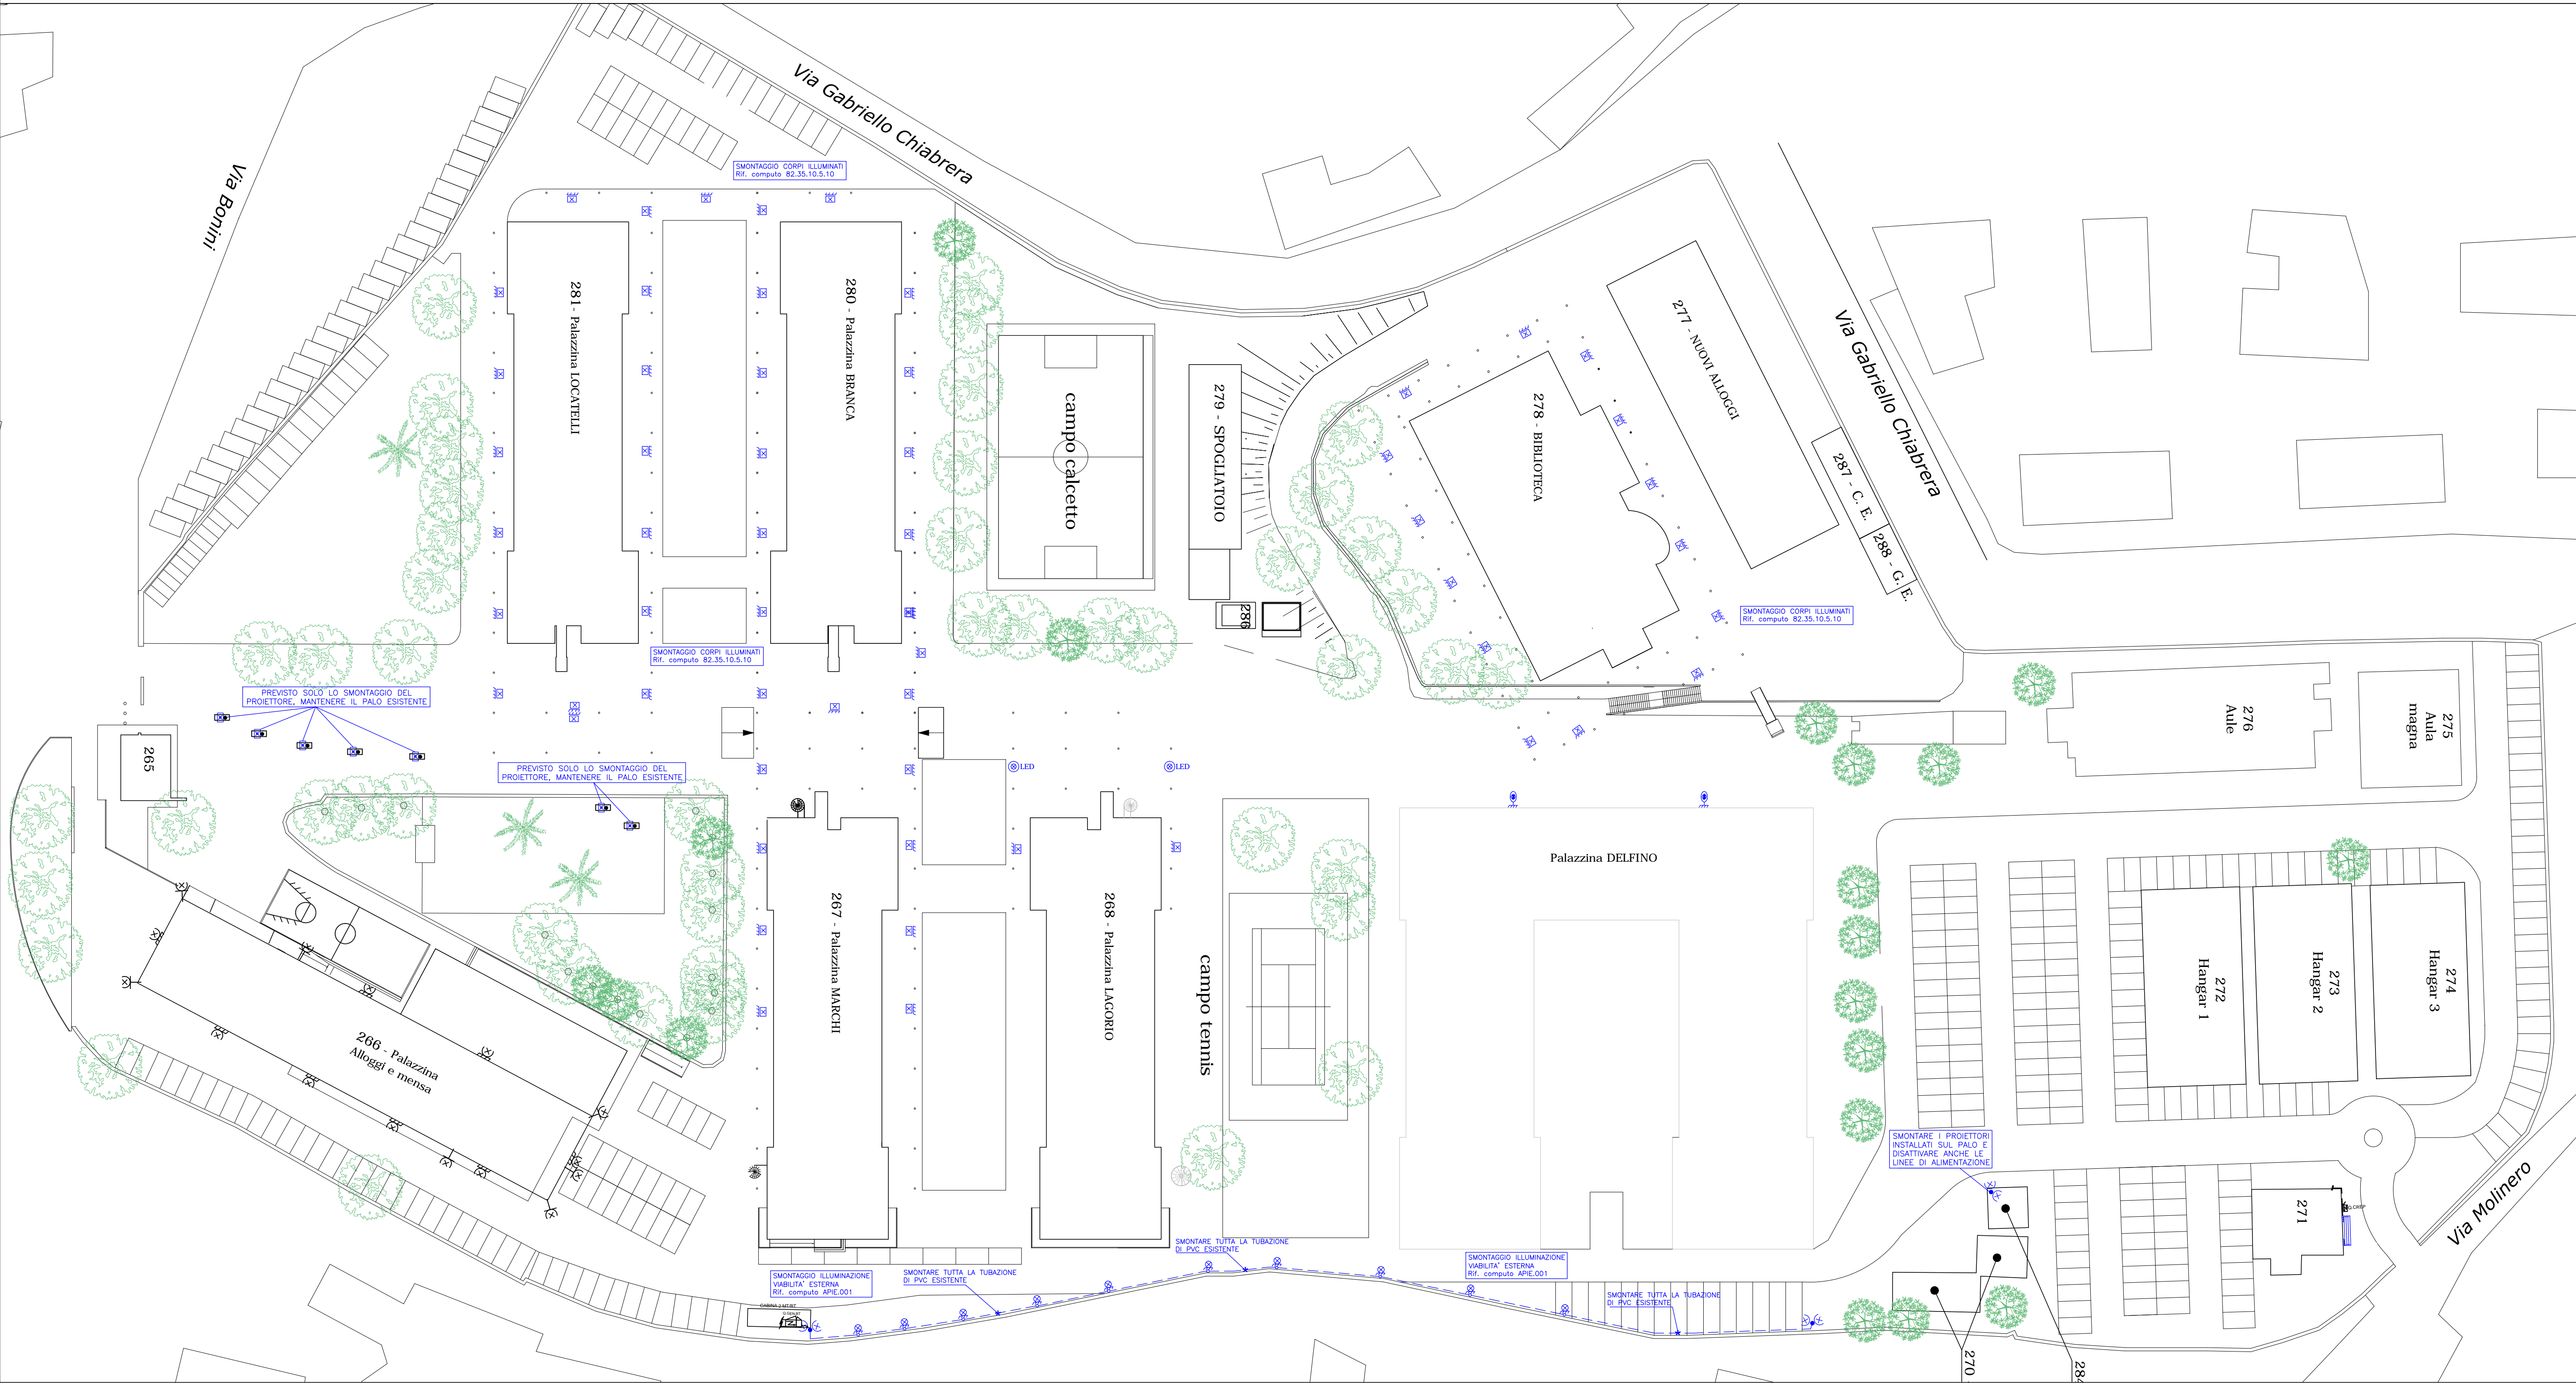 Via Gabriello Chiabrera
Via Bonini
SMONTAGGIO CORPI ILLUMINATI
Rif. computo 82.35.10.5.10
281 - Palazzina LOCATELLI
280 - Palazzina BRANCA
campo calcetto
279 - SPOGLIATOIO
286
278 - BIBLIOTECA
277 - NUOVI ALLOGGI
Via Gabriello Chiabrera
287 - C. E.
288 - G. E.
SMONTAGGIO CORPI ILLUMINATI
Rif. computo 82.35.10.5.10
SMONTAGGIO CORPI ILLUMINATI
Rif. computo 82.35.10.5.10
PREVISTO SOLO LO SMONTAGGIO DEL
PROIETTORE, MANTENERE IL PALO ESISTENTE
265
PREVISTO SOLO LO SMONTAGGIO DEL
PROIETTORE, MANTENERE IL PALO ESISTENTE
LED
LED
276
Aule
275
Aula
magna
Palazzina DELFINO
267 - Palazzina MARCHI
268 - Palazzina LAGORIO
campo tennis
272
Hangar 1
273
Hangar 2
274
Hangar 3
266 - Palazzina
Alloggi e mensa
SMONTARE I PROIETTORI
INSTALLATI SUL PALO E
DISATTIVARE ANCHE LE
LINEE DI ALIMENTAZIONE
271
Q.CREP
Via Molinero
SMONTARE TUTTA LA TUBAZIONE
DI PVC ESISTENTE
SMONTAGGIO ILLUMINAZIONE
VIABILITA' ESTERNA
Rif. computo APIE.001
SMONTARE TUTTA LA TUBAZIONE
DI PVC ESISTENTE
SMONTAGGIO ILLUMINAZIONE
VIABILITA' ESTERNA
Rif. computo APIE.001
SMONTARE TUTTA LA TUBAZIONE
DI PVC ESISTENTE
CABINA 2 MT/BT
270
284